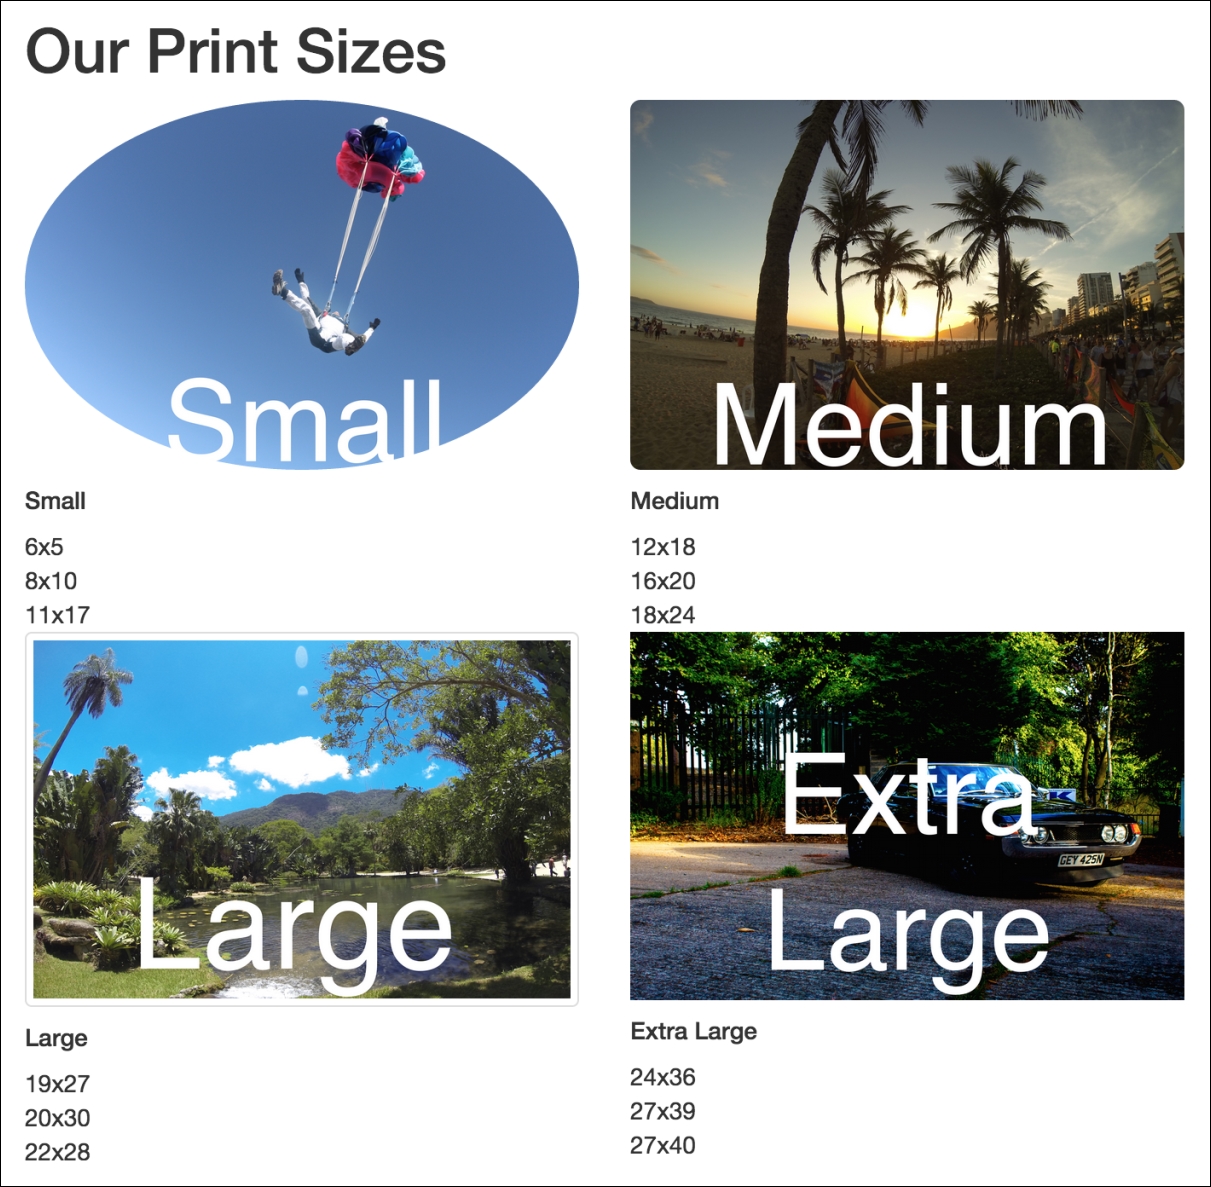 Our Print Sizes
Small
Medium
Small
6x5
8x10
11x17
Medium
12x18
16x20
18x24
Large
Extra
Large
GEY 425N
Large
19x27
20x30
22x28
Extra Large
24x36
27x39
27x40